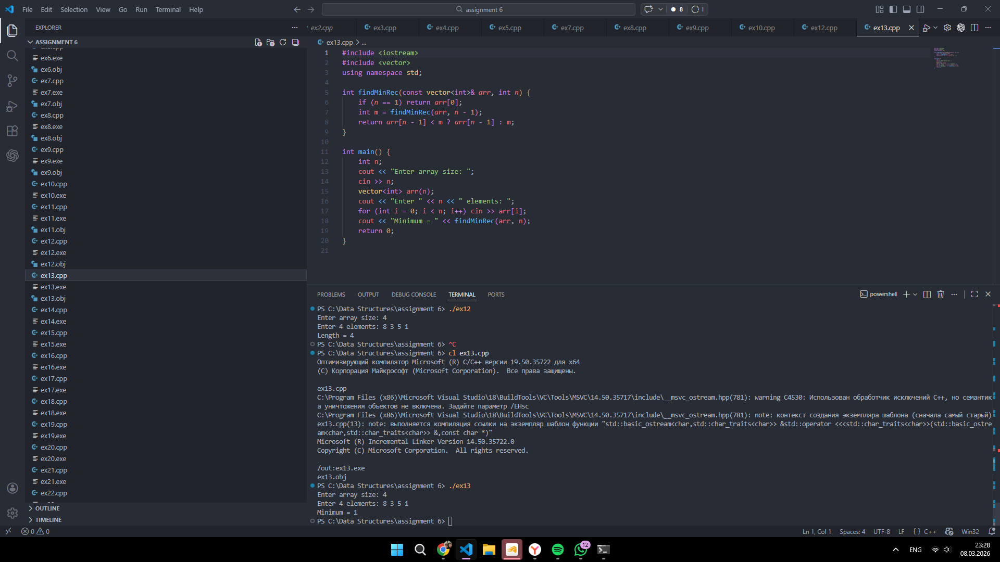 File Edit Selection View Go Run Terminal Help
assignment 6
8
1
EXPLORER
ASSIGNMENT 6
ex6.exe
ex6.obj
ex7.cpp
ex7.exe
ex7.obj
ex8.cpp
ex8.exe
ex8.obj
ex9.cpp
ex9.exe
ex9.obj
ex10.cpp
ex10.exe
ex11.cpp
ex11.exe
ex11.obj
ex12.cpp
ex12.exe
ex12.obj
ex13.cpp
ex13.exe
ex13.obj
ex14.cpp
ex14.exe
ex15.cpp
ex15.exe
ex16.cpp
ex16.exe
ex17.cpp
ex17.exe
ex18.cpp
ex18.exe
ex19.cpp
ex19.exe
ex20.cpp
ex20.exe
ex21.cpp
ex21.exe
ex22.cpp
OUTLINE
TIMELINE
ex2.cpp ex3.cpp ex4.cpp ex5.cpp ex7.cpp ex8.cpp ex9.cpp ex10.cpp ex12.cpp ex13.cpp
ex13.cpp > ...
1 #include <iostream>
2 #include <vector>
3 using namespace std;
4
5 int findMinRec(const vector<int>& arr, int n) {
6     if (n == 1) return arr[0];
7     int m = findMinRec(arr, n - 1);
8     return arr[n - 1] < m ? arr[n - 1] : m;
9 }
10
11 int main() {
12     int n;
13     cout << "Enter array size: ";
14     cin >> n;
15     vector<int> arr(n);
16     cout << "Enter " << n << " elements: ";
17     for (int i = 0; i < n; i++) cin >> arr[i];
18     cout << "Minimum = " << findMinRec(arr, n);
19     return 0;
20 }
21
PROBLEMS OUTPUT DEBUG CONSOLE TERMINAL PORTS
powershell
PS C:\Data Structures\assignment 6> ./ex12
Enter array size: 4
Enter 4 elements: 8 3 5 1
Length = 4
PS C:\Data Structures\assignment 6> ^C
PS C:\Data Structures\assignment 6> cl ex13.cpp
Оптимизирующий компилятор Microsoft (R) C/C++ версии 19.50.35722 для x64
(C) Корпорация Майкрософт (Microsoft Corporation).  Все права защищены.
ex13.cpp
C:\Program Files (x86)\Microsoft Visual Studio\18\BuildTools\VC\Tools\MSVC\14.50.35717\include\__msvc_ostream.hpp(781): warning C4530: Использован обработчик исключений C++, но семантик
а уничтожения объектов не включена. Задайте параметр /EHsc
C:\Program Files (x86)\Microsoft Visual Studio\18\BuildTools\VC\Tools\MSVC\14.50.35717\include\__msvc_ostream.hpp(781): note: контекст создания экземпляра шаблона (сначала самый старый)
ex13.cpp(13): note: выполняется компиляция ссылки на экземпляр шаблон функции "std::basic_ostream<char,std::char_traits<char>> &std::operator <<<std::char_traits<char>>(std::basic_ostre
am<char,std::char_traits<char>> &,const char *)"
Microsoft (R) Incremental Linker Version 14.50.35722.0
Copyright (C) Microsoft Corporation.  All rights reserved.
/out:ex13.exe
ex13.obj
PS C:\Data Structures\assignment 6> ./ex13
Enter array size: 4
Enter 4 elements: 8 3 5 1
Minimum = 1
PS C:\Data Structures\assignment 6>
0 0
Ln 1, Col 1 Spaces: 4 UTF-8 LF { } C++ Win32
12
ENG
23:28
08.03.2026